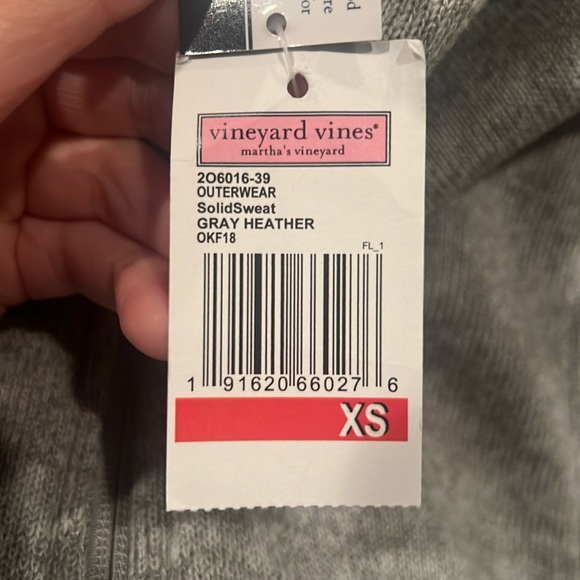 vineyard vines®
martha's vineyard
2O6016-39
OUTERWEAR
SolidSweat
GRAY HEATHER
OKF18
FL_1
1 91620 66027 6
XS